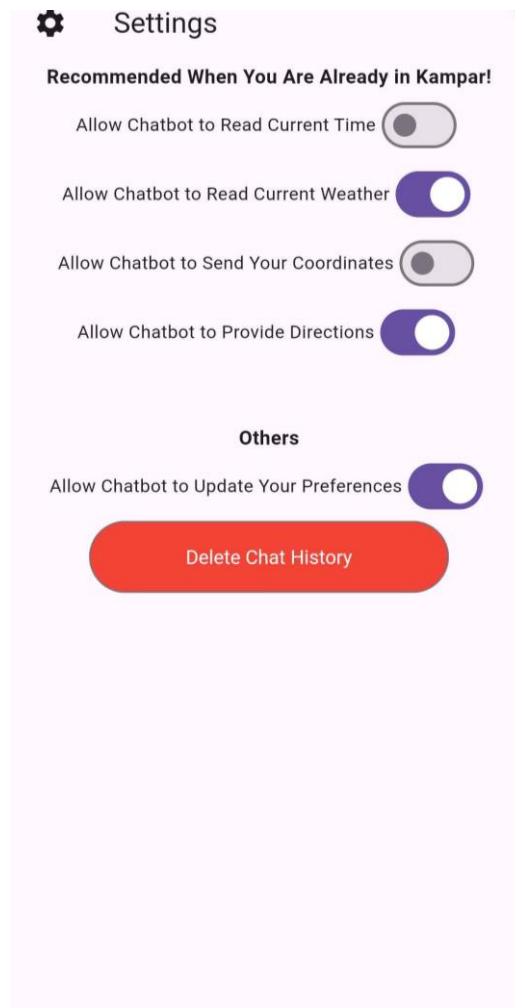 Settings
Recommended When You Are Already in Kampar!
Allow Chatbot to Read Current Time
Allow Chatbot to Read Current Weather
Allow Chatbot to Send Your Coordinates
Allow Chatbot to Provide Directions
Others
Allow Chatbot to Update Your Preferences
Delete Chat History